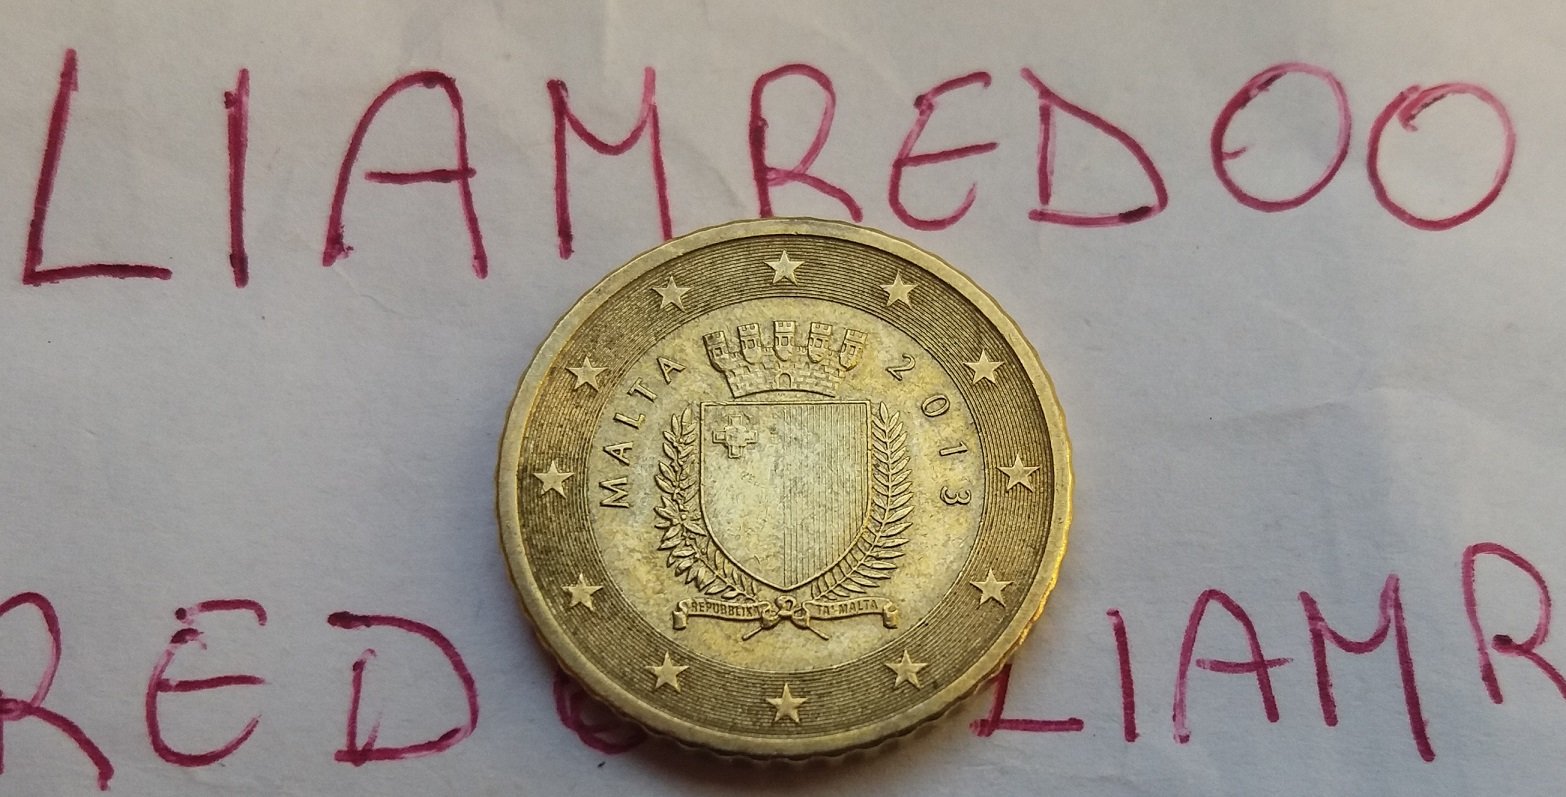 LIAMREDOO
MALTA 2013
REPUBBLIKA TA' MALTA
RED LIAMR